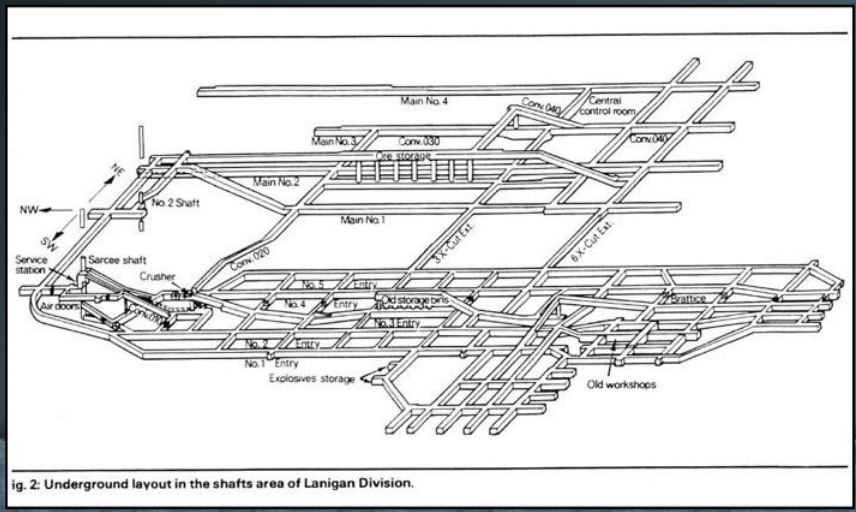 Main No. 4
Conv. 040
Central
control room
Main No. 3
Conv. 030
Conv. 040
Ore storage
NE
Main No. 2
NW
No. 2 Shaft
Main No. 1
SW
3 X-Cut Ext.
6 X-Cut Ext.
Service
station
Sarcee shaft
Conv. 020
Crusher
No. 5 Entry
Air doors
No. 4 Entry
Old storage bins
Brattice
No. 3 Entry
No. 2 Entry
No. 1 Entry
Explosives storage
Old workshops
ig. 2: Underground layout in the shafts area of Lanigan Division.